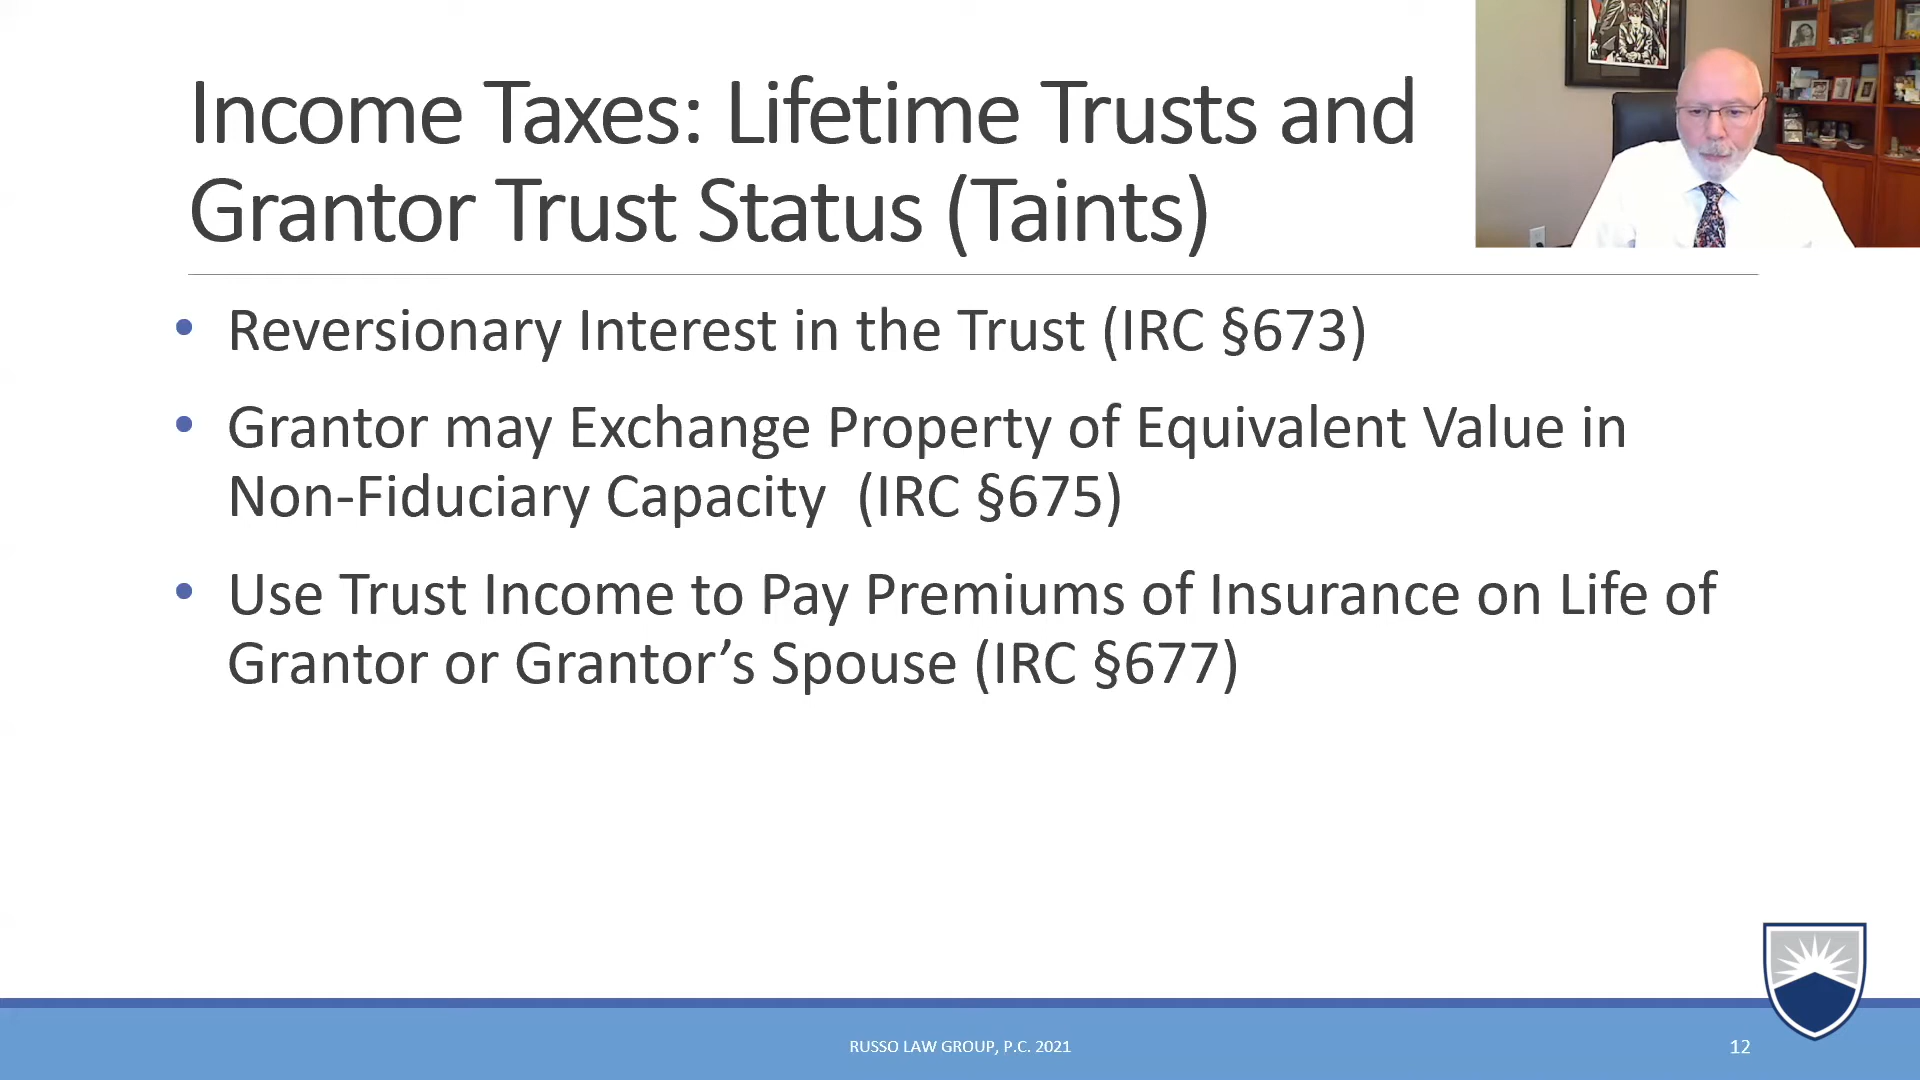 Income Taxes: Lifetime Trusts and
Grantor Trust Status (Taints)
• Reversionary Interest in the Trust (IRC §673)
• Grantor may Exchange Property of Equivalent Value in
Non-Fiduciary Capacity (IRC §675)
• Use Trust Income to Pay Premiums of Insurance on Life of
Grantor or Grantor’s Spouse (IRC §677)
RUSSO LAW GROUP, P.C. 2021
12